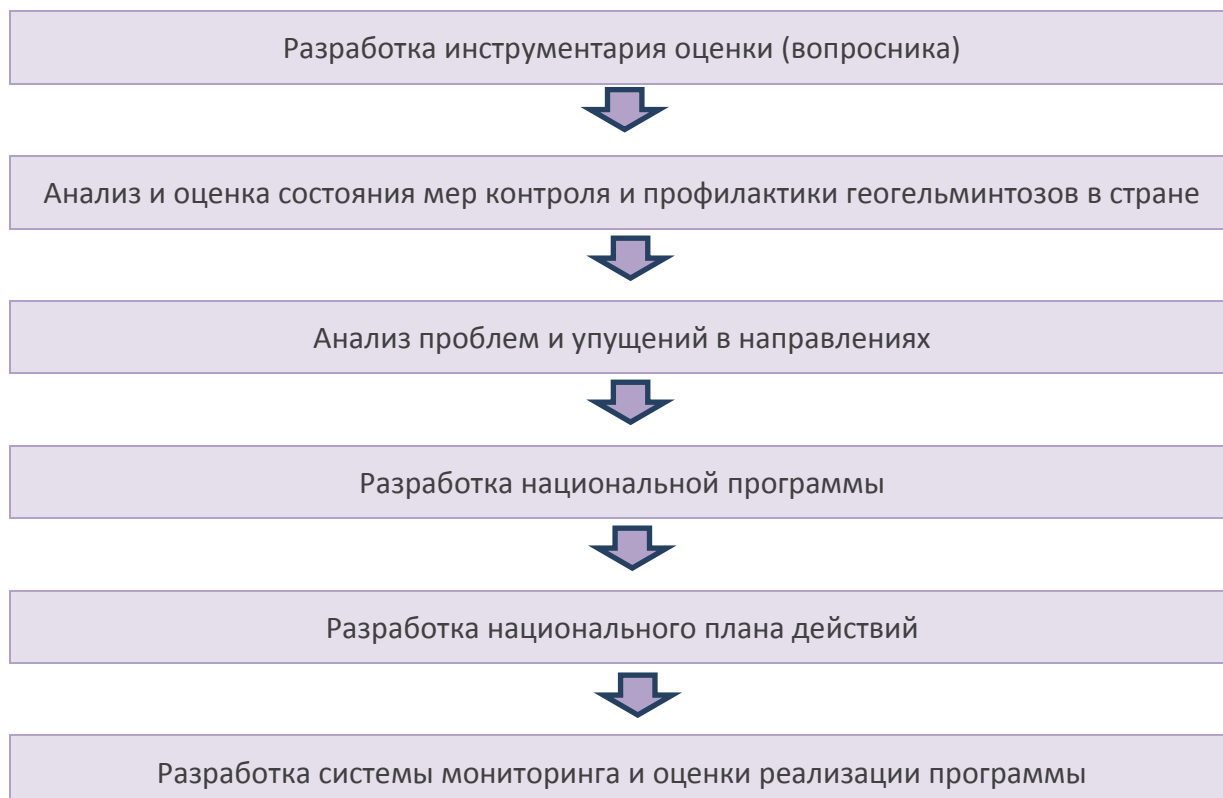 Разработка инструментария оценки (вопросника)
Анализ и оценка состояния мер контроля и профилактики геогельминтозов в стране
Анализ проблем и упущений в направлениях
Разработка национальной программы
Разработка национального плана действий
Разработка системы мониторинга и оценки реализации программы